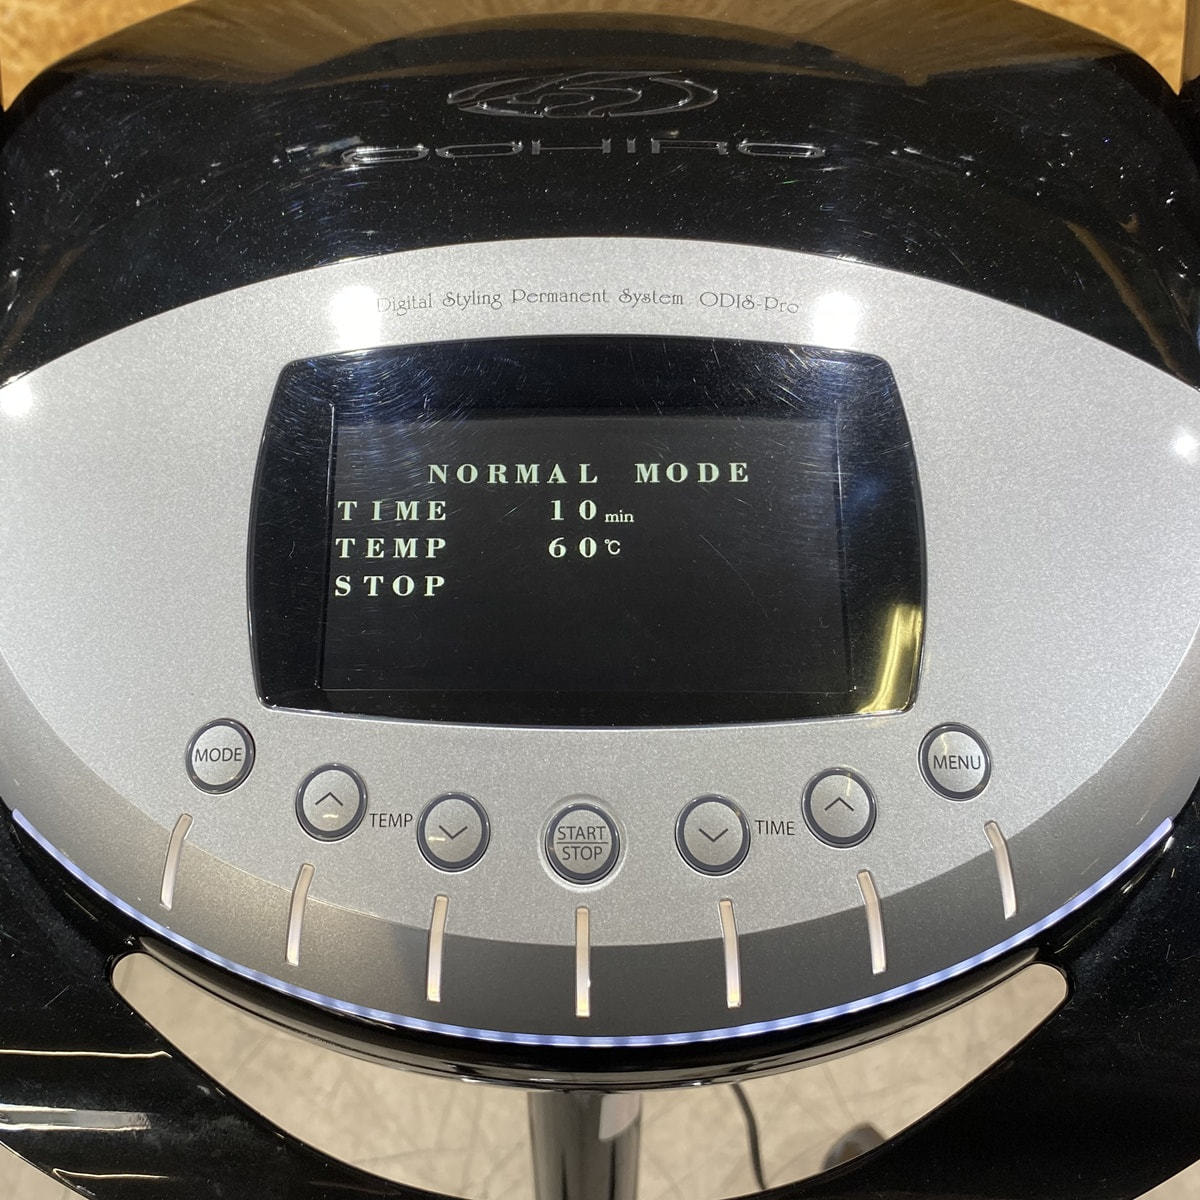 OOHIRO
Digital Styling Permanent System ODIS-Pro
NORMAL MODE
TIME 10 min
TEMP 60℃
STOP
MODE
TEMP
START
STOP
TIME
MENU